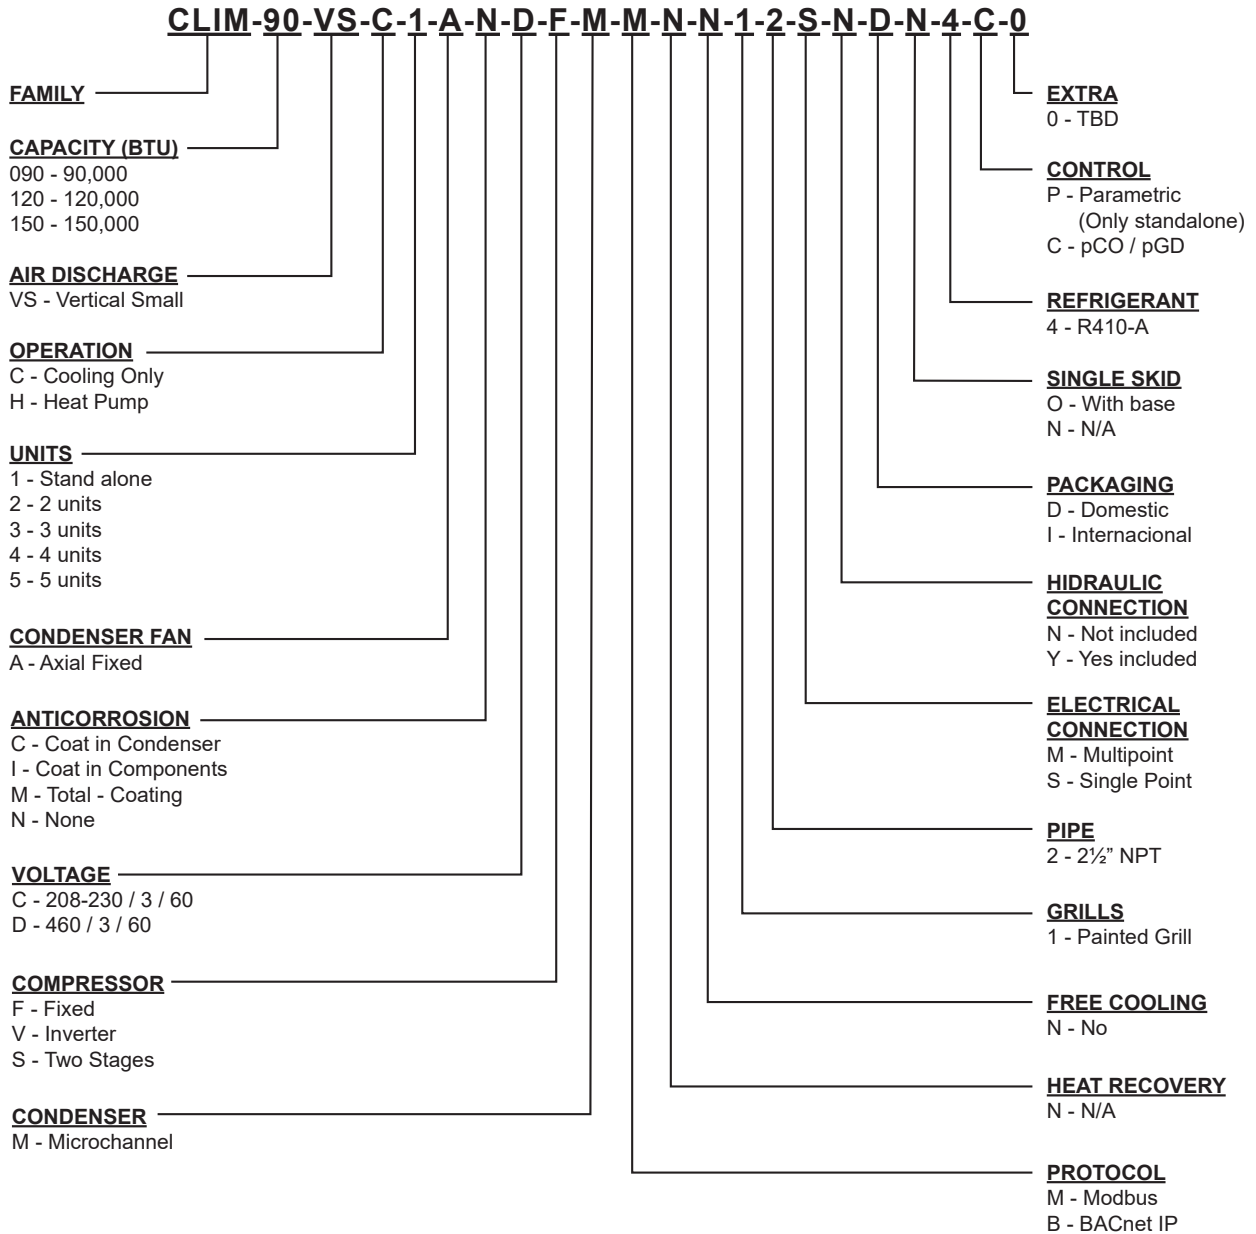 CLIM-90-VS-C-1-A-N-D-F-M-M-N-N-1-2-S-N-D-N-4-C-0
FAMILY
CAPACITY (BTU)
090 - 90,000
120 - 120,000
150 - 150,000
AIR DISCHARGE
VS - Vertical Small
OPERATION
C - Cooling Only
H - Heat Pump
UNITS
1 - Stand alone
2 - 2 units
3 - 3 units
4 - 4 units
5 - 5 units
CONDENSER FAN
A - Axial Fixed
ANTICORROSION
C - Coat in Condenser
I - Coat in Components
M - Total - Coating
N - None
VOLTAGE
C - 208-230 / 3 / 60
D - 460 / 3 / 60
COMPRESSOR
F - Fixed
V - Inverter
S - Two Stages
CONDENSER
M - Microchannel
EXTRA
0 - TBD
CONTROL
P - Parametric
(Only standalone)
C - pCO / pGD
REFRIGERANT
4 - R410-A
SINGLE SKID
O - With base
N - N/A
PACKAGING
D - Domestic
I - Internacional
HIDRAULIC
CONNECTION
N - Not included
Y - Yes included
ELECTRICAL
CONNECTION
M - Multipoint
S - Single Point
PIPE
2 - 2½” NPT
GRILLS
1 - Painted Grill
FREE COOLING
N - No
HEAT RECOVERY
N - N/A
PROTOCOL
M - Modbus
B - BACnet IP